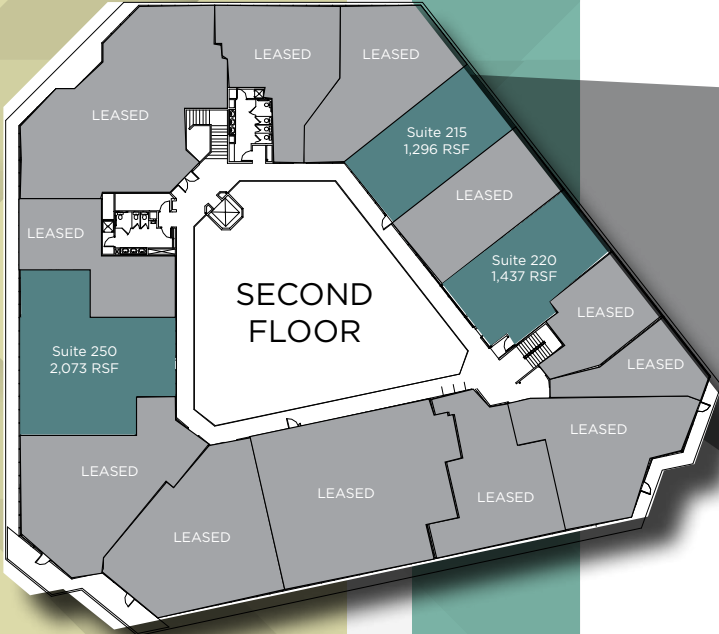 LEASED
LEASED
LEASED
Suite 215
1,296 RSF
LEASED
LEASED
Suite 220
1,437 RSF
SECOND
FLOOR
LEASED
Suite 250
2,073 RSF
LEASED
LEASED
LEASED
LEASED
LEASED
LEASED